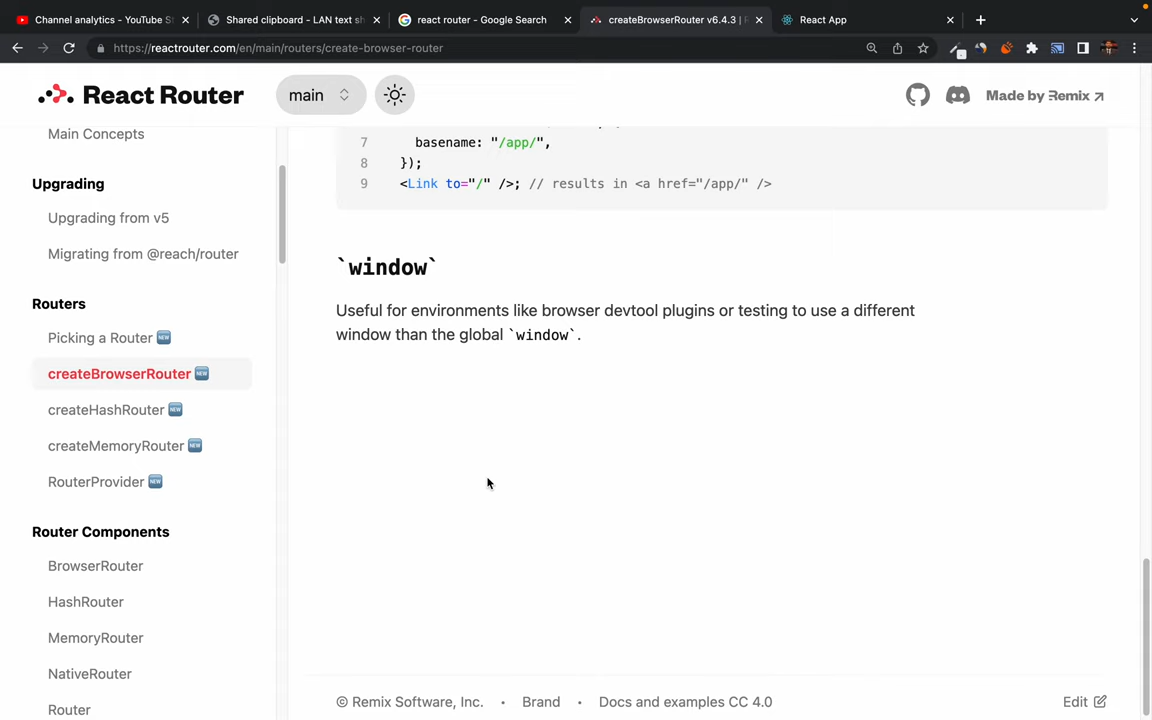 Channel analytics - YouTube St
Shared clipboard - LAN text sh
react router - Google Search
createBrowserRouter v6.4.3 | R
React App
https://reactrouter.com/en/main/routers/create-browser-router
React Router
main
Made by Remix
Main Concepts
Upgrading
Upgrading from v5
Migrating from @reach/router
Routers
Picking a Router NEW
createBrowserRouter NEW
createHashRouter NEW
createMemoryRouter NEW
RouterProvider NEW
Router Components
BrowserRouter
HashRouter
MemoryRouter
NativeRouter
Router
7 basename: "/app/",
8 });
9 <Link to="/" />; // results in <a href="/app/" />
`window`
Useful for environments like browser devtool plugins or testing to use a different
window than the global `window`.
© Remix Software, Inc. • Brand • Docs and examples CC 4.0
Edit